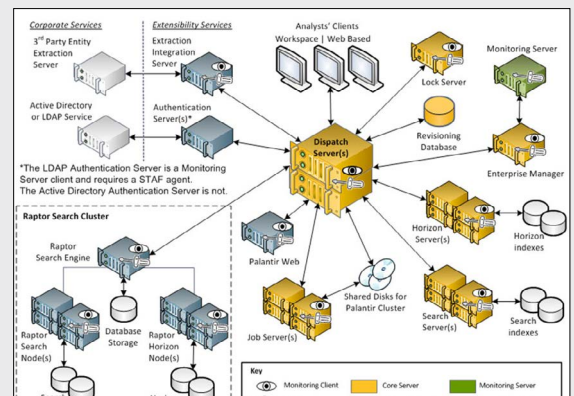 Corporate Services
Extensibility Services
3rd Party Entity
Extraction
Server
Extraction
Integration
Server
Active Directory
or LDAP Service
Authentication
Server(s)*
*The LDAP Authentication Server is a Monitoring
Server client and requires a STAF agent.
The Active Directory Authentication Server is not.
Analysts' Clients
Workspace | Web Based
Lock Server
Monitoring Server
Dispatch
Server(s)
Revisioning
Database
Enterprise Manager
Horizon
Server(s)
Horizon
indexes
Palantir Web
Shared Disks for
Palantir Cluster
Job Server(s)
Search
Server(s)
Search
indexes
Raptor Search Cluster
Raptor
Search Engine
Raptor
Search
Node(s)
Database
Storage
Raptor
Horizon
Node(s)
Key
Monitoring Client
Core Server
Monitoring Server